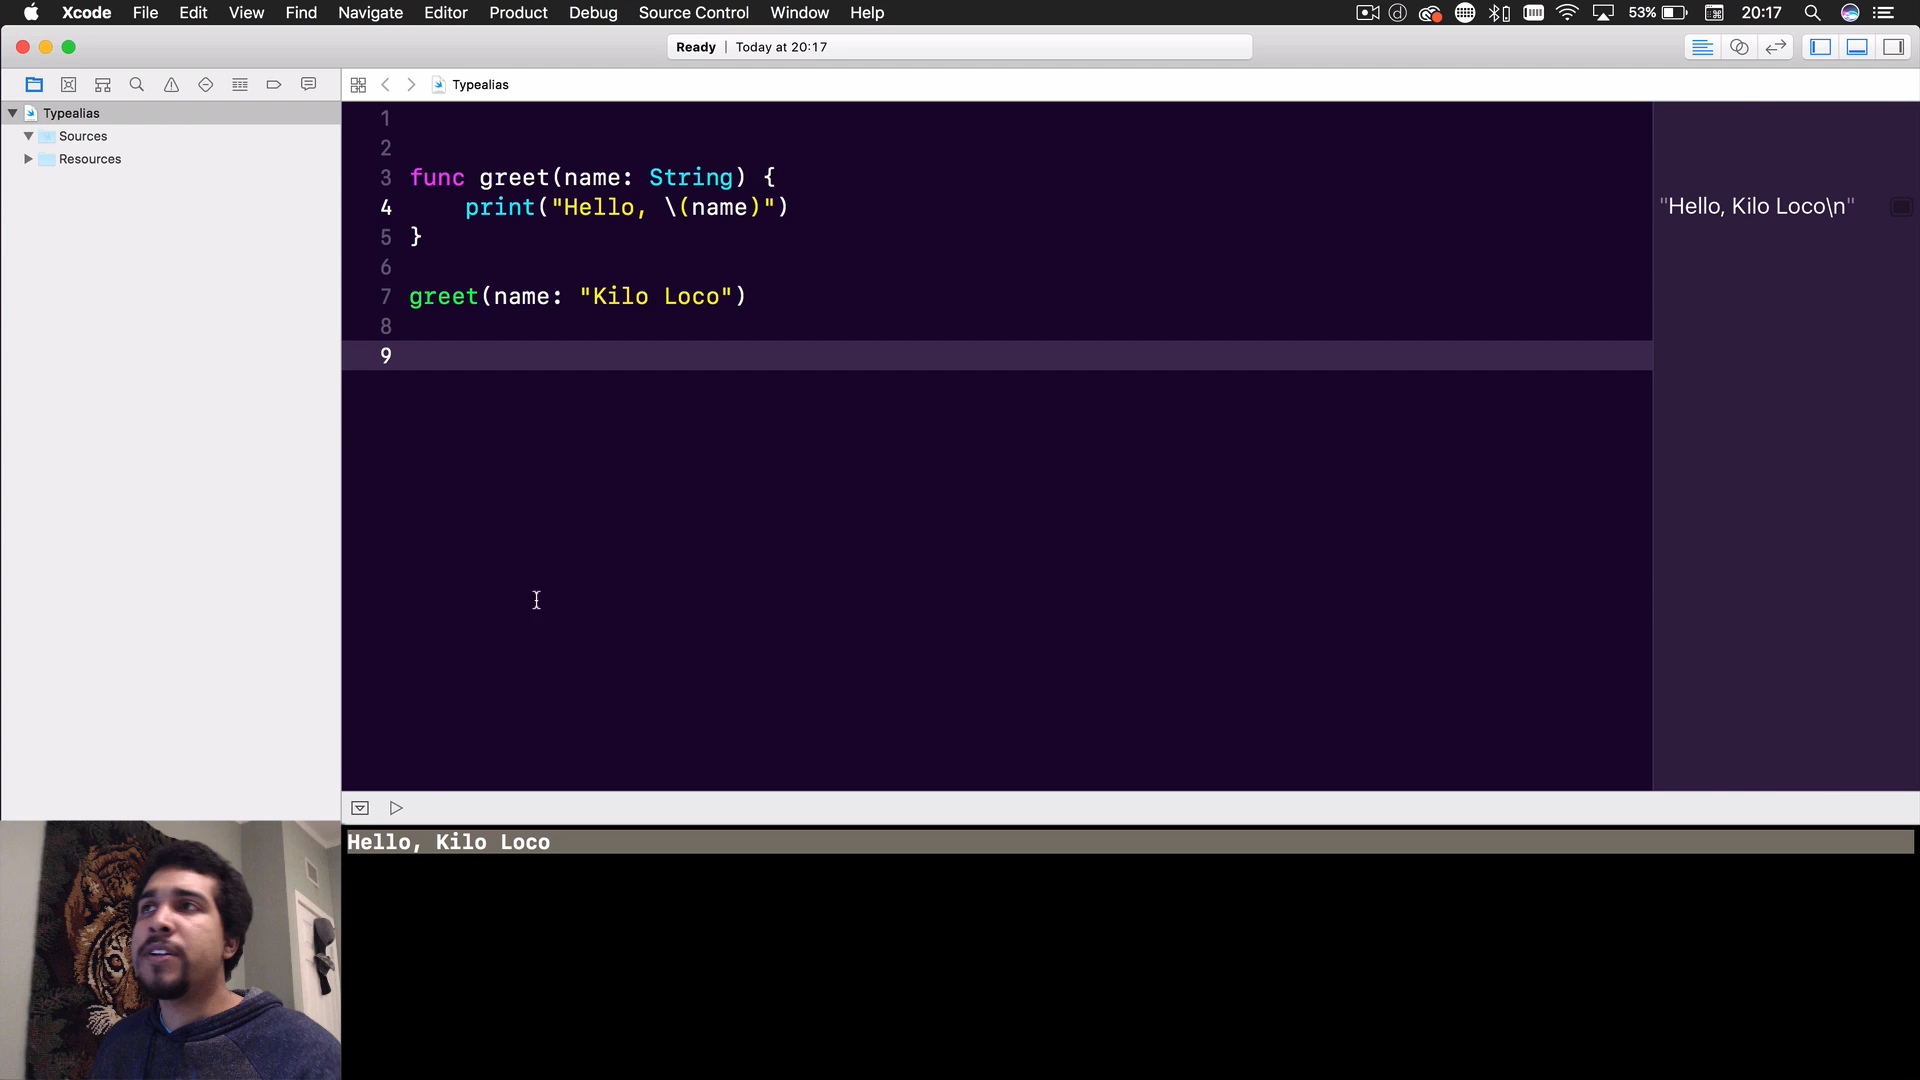 Xcode File Edit View Find Navigate Editor Product Debug Source Control Window Help 53% 20:17
Ready | Today at 20:17
Typealias
Typealias
Sources
Resources
1
2
3 func greet(name: String) {
4 print("Hello, \(name)")
5 }
6
7 greet(name: "Kilo Loco")
8
9
"Hello, Kilo Loco\n"
Hello, Kilo Loco